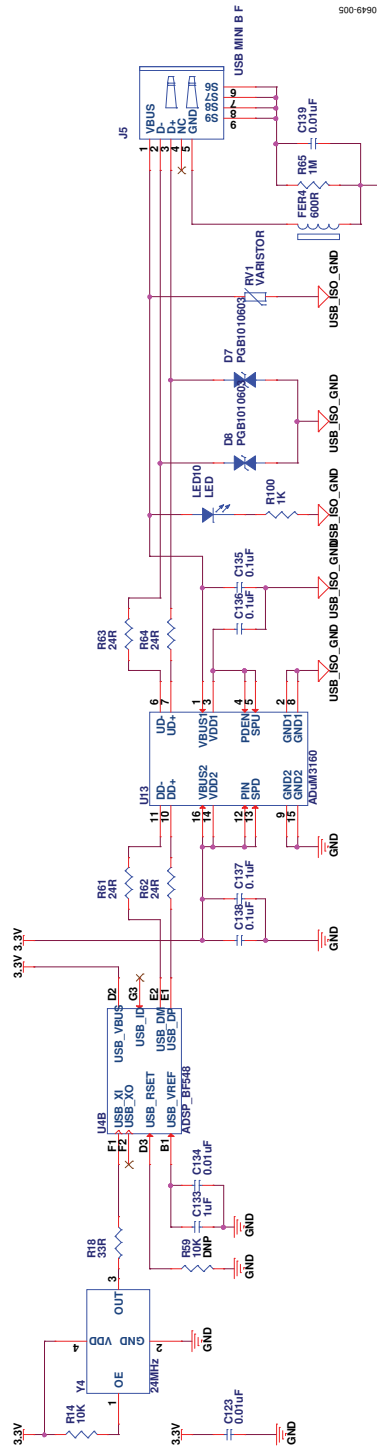 3.3V
R14
10K
Y4
OE
1
VDD
4
GND
2
OUT
3
24MHz
GND
3.3V
C123
0.01uF
GND
R18
33R
U4B
F1
USB_XI
F2
USB_XO
D3
USB_RSET
B1
USB_VREF
USB_VBUS
D2
USB_ID
G3
USB_DM
E2
USB_DP
E1
ADSP_BF548
R59
10K
DNP
GND
C133
1uF
C134
0.01uF
GND
3.3V
3.3V
R61
24R
R62
24R
C138
0.1uF
C137
0.1uF
GND
U13
11
DD-
10
DD+
16
VBUS2
14
VDD2
12
PIN
13
SPD
9
GND2
15
GND2
UD-
6
UD+
7
VBUS1
1
VDD1
3
PDEN
4
SPU
5
GND1
2
GND1
8
ADuM3160
GND
USB_ISO_GND
R63
24R
R64
24R
C136
0.1uF
C135
0.1uF
USB_ISO_GND
LED10
LED
R100
1K
USB_ISO_GND
D8
PGB1010603
D7
PGB1010603
USB_ISO_GND
RV1
VARISTOR
USB_ISO_GND
J5
1
VBUS
2
D-
3
D+
4
NC
5
GND
S6
6
S7
7
S8
8
S9
9
USB MINI B F
FER4
600R
R65
1M
C139
0.01uF
0649-005